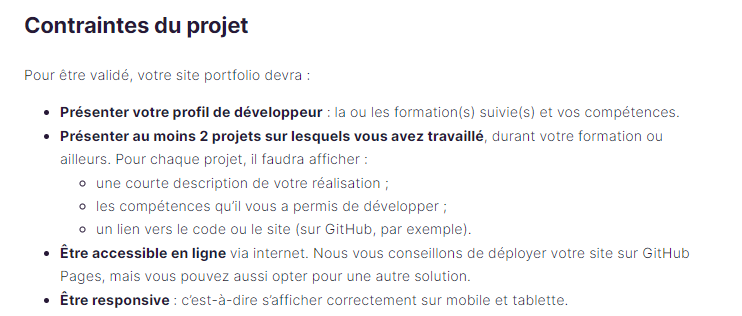 Contraintes du projet
Pour être validé, votre site portfolio devra :
• Présenter votre profil de développeur : la ou les formation(s) suivie(s) et vos compétences.
• Présenter au moins 2 projets sur lesquels vous avez travaillé, durant votre formation ou
ailleurs. Pour chaque projet, il faudra afficher :
◦ une courte description de votre réalisation ;
◦ les compétences qu’il vous a permis de développer ;
◦ un lien vers le code ou le site (sur GitHub, par exemple).
• Être accessible en ligne via internet. Nous vous conseillons de déployer votre site sur GitHub
Pages, mais vous pouvez aussi opter pour une autre solution.
• Être responsive : c’est-à-dire s’afficher correctement sur mobile et tablette.